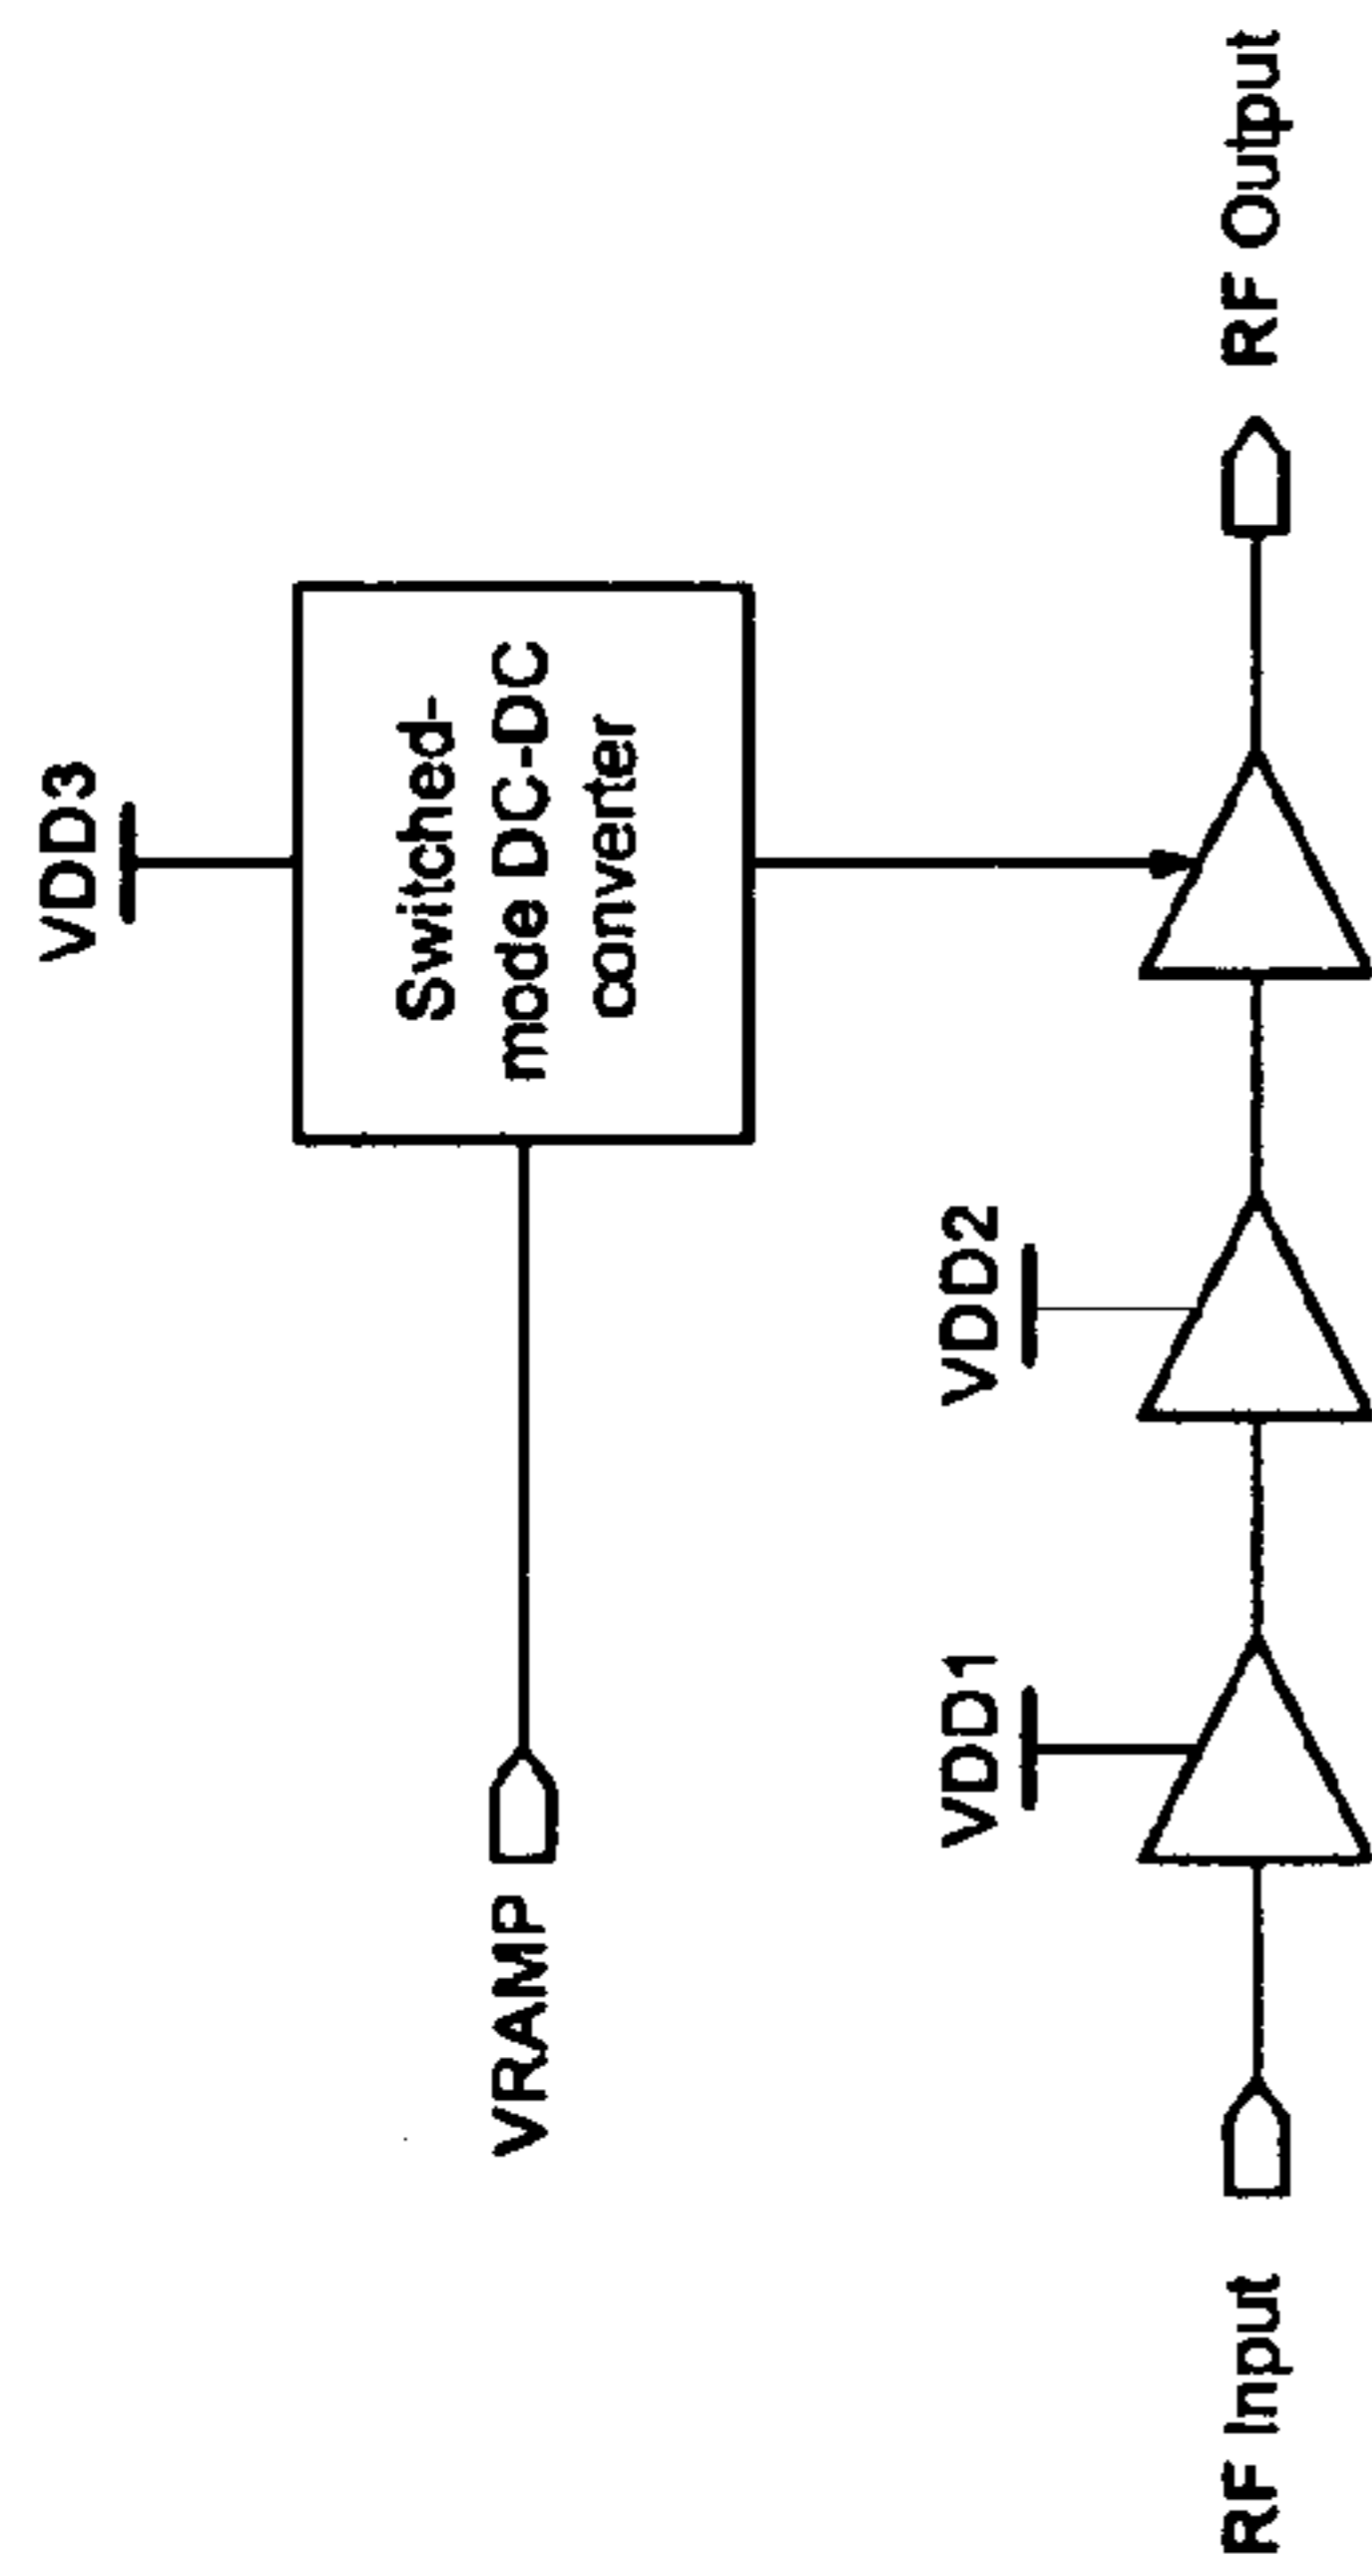 VDD3
Switched-
mode DC-DC
converter
VRAMP
VDD1
VDD2
RF Input
RF Output